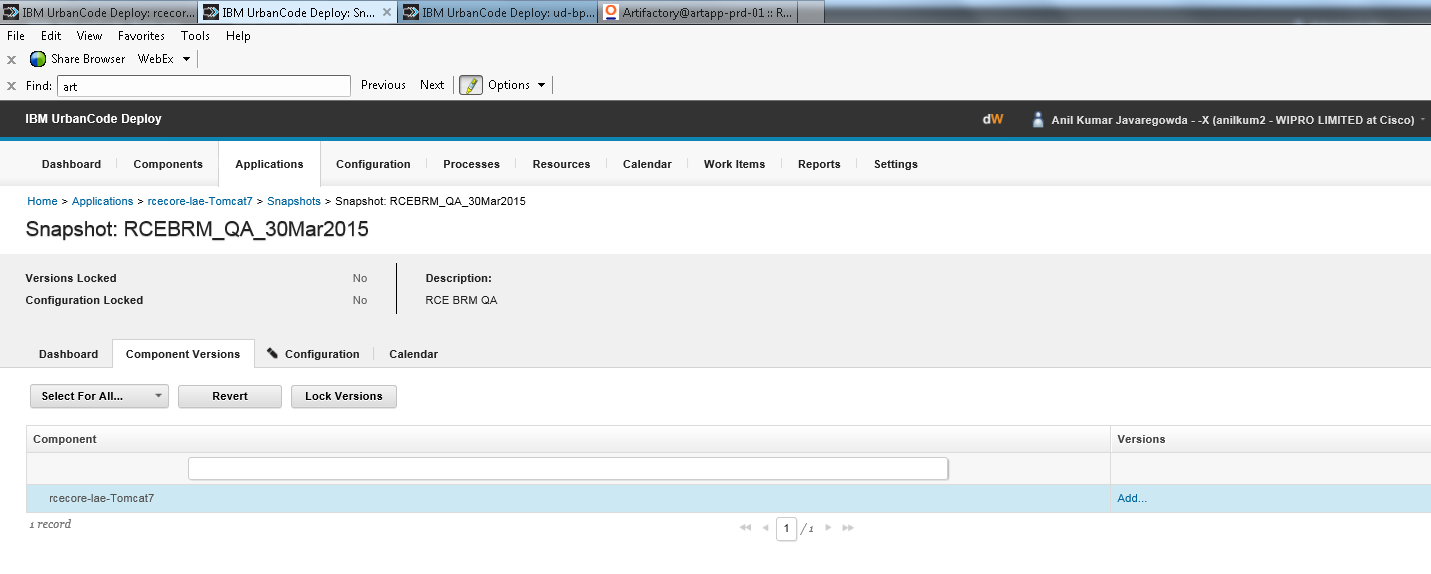 IBM UrbanCode Deploy: rcecor...
IBM UrbanCode Deploy: Sn...
IBM UrbanCode Deploy: ud-bp...
Artifactory@artapp-prd-01 :: R...
File Edit View Favorites Tools Help
x Share Browser WebEx
x Find: art Previous Next Options
IBM UrbanCode Deploy dW Anil Kumar Javaregowda - -X (anilkum2 - WIPRO LIMITED at Cisco)
Dashboard Components Applications Configuration Processes Resources Calendar Work Items Reports Settings
Home > Applications > rcecore-lae-Tomcat7 > Snapshots > Snapshot: RCEBRM_QA_30Mar2015
Snapshot: RCEBRM_QA_30Mar2015
Versions Locked No Description:
Configuration Locked No RCE BRM QA
Dashboard Component Versions Configuration Calendar
Select For All... Revert Lock Versions
Component Versions
rcecore-lae-Tomcat7 Add...
1 record 1 / 1